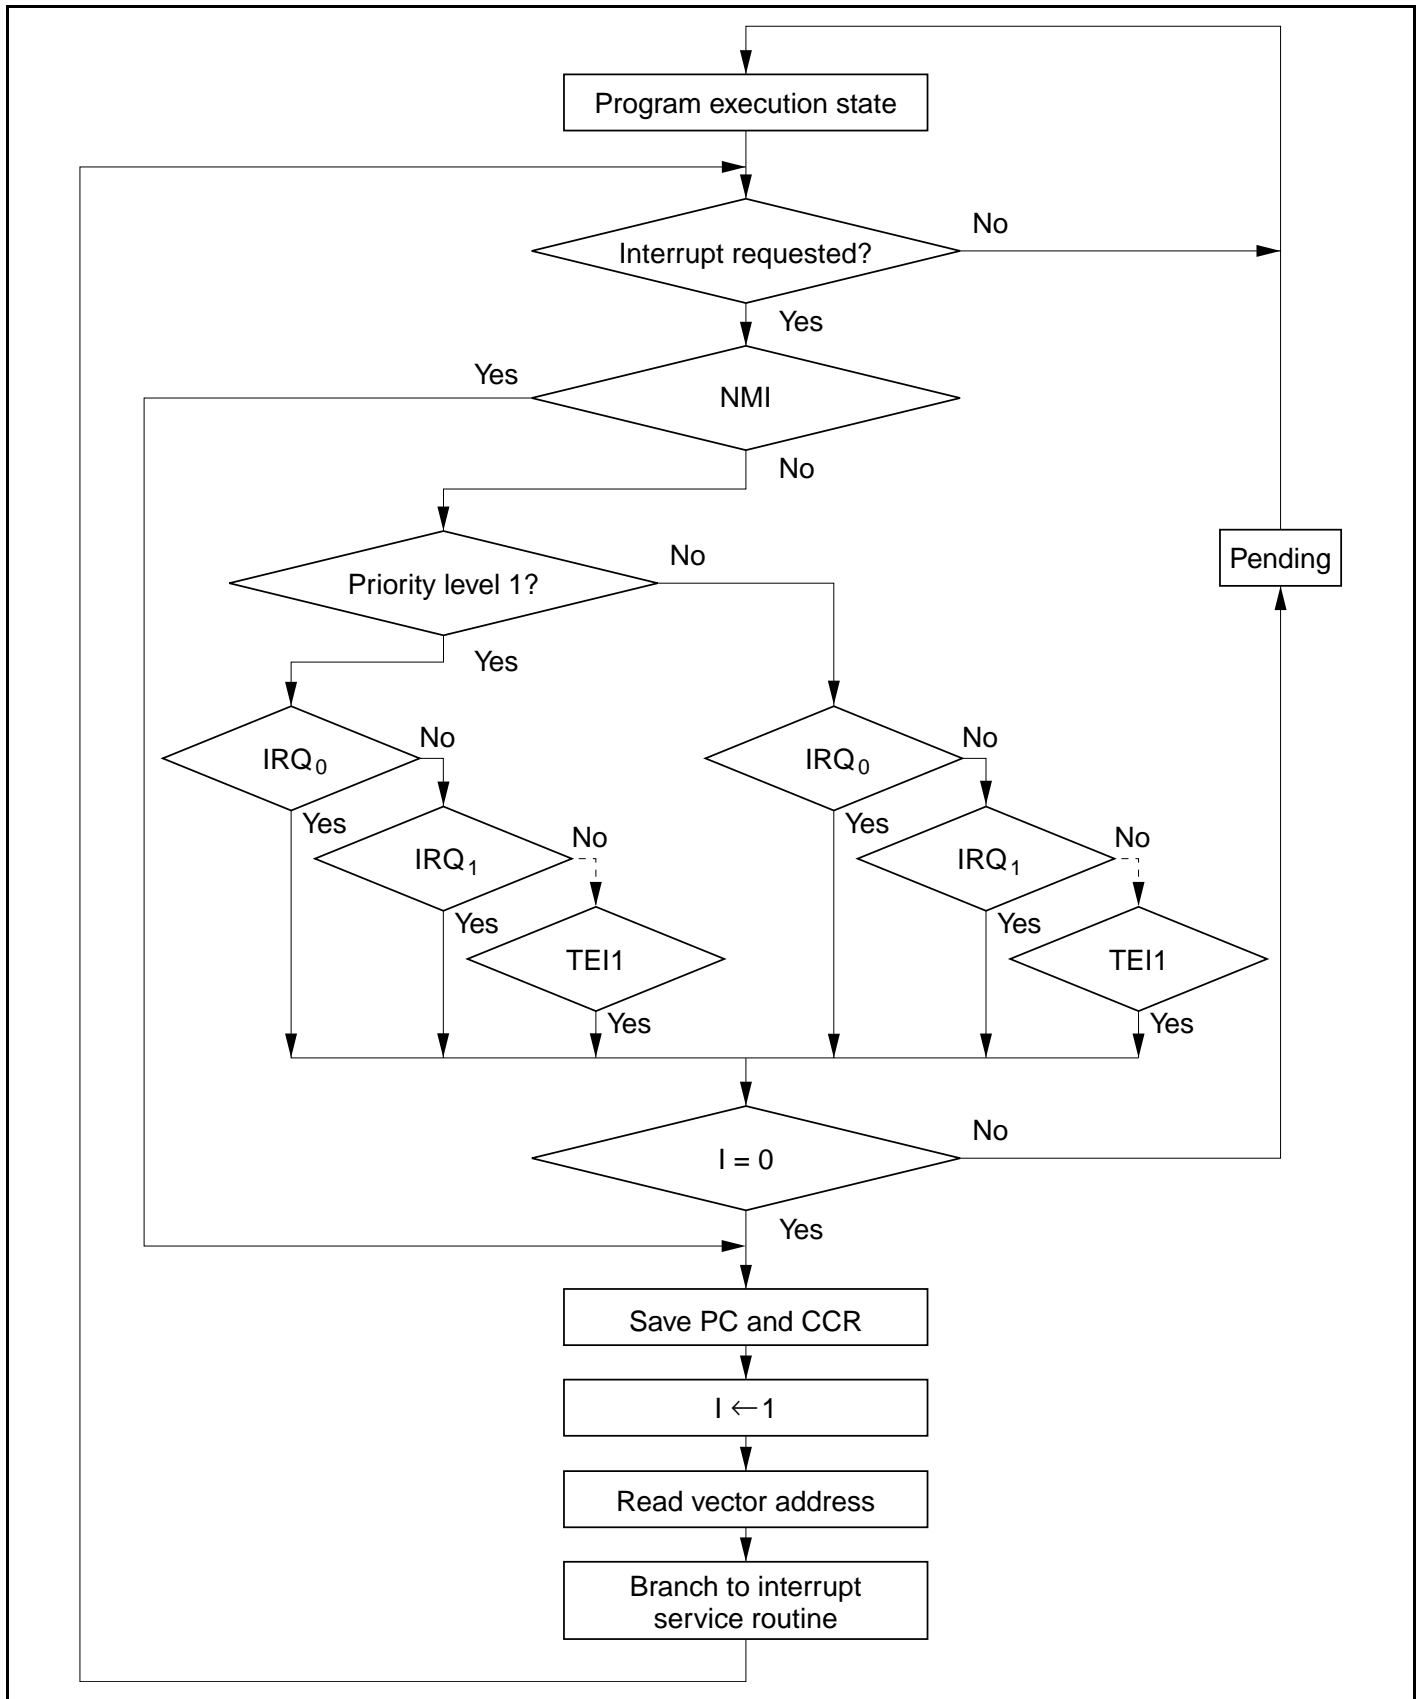 Program execution state
No
Interrupt requested?
Yes
Yes
NMI
No
No
Pending
Priority level 1?
Yes
No
No
IRQ0
IRQ0
Yes
No
Yes
No
IRQ1
IRQ1
Yes
Yes
TEI1
TEI1
Yes
Yes
No
I = 0
Yes
Save PC and CCR
I ←1
Read vector address
Branch to interrupt
service routine